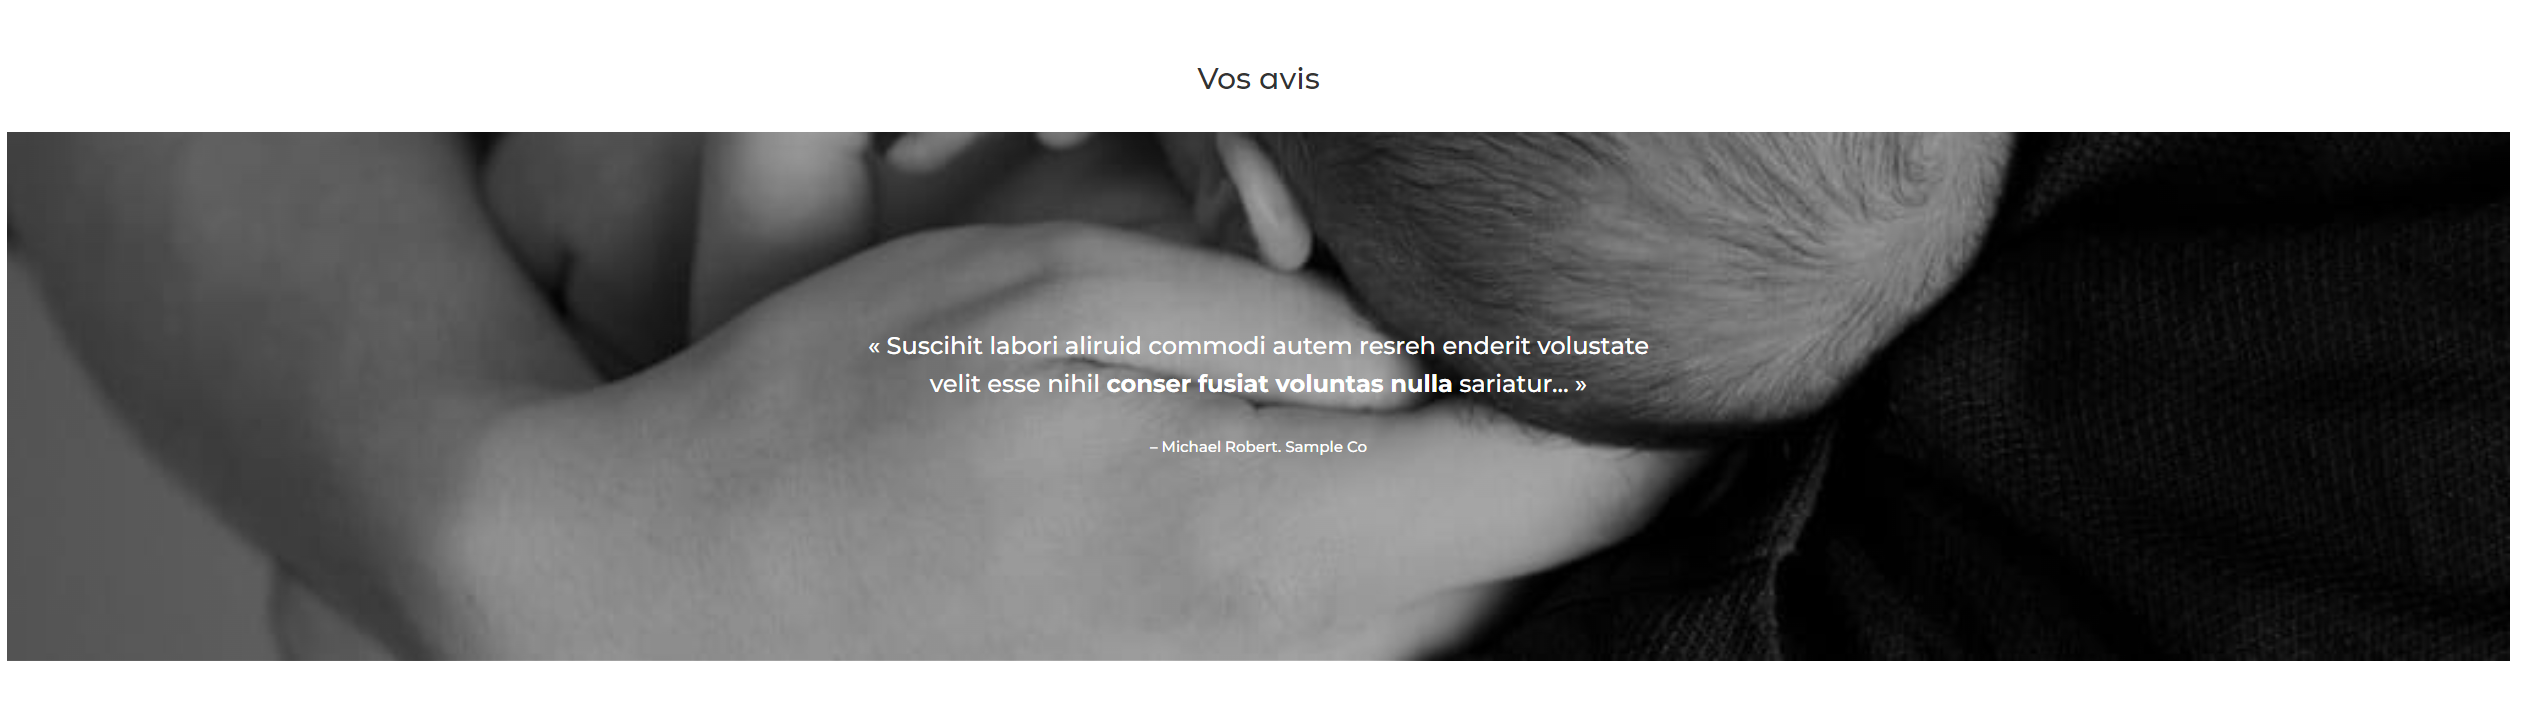 Vos avis
« Suscihit labori aliruid commodi autem resreh enderit volustate
velit esse nihil conser fusiat voluntas nulla sariatur... »
– Michael Robert. Sample Co